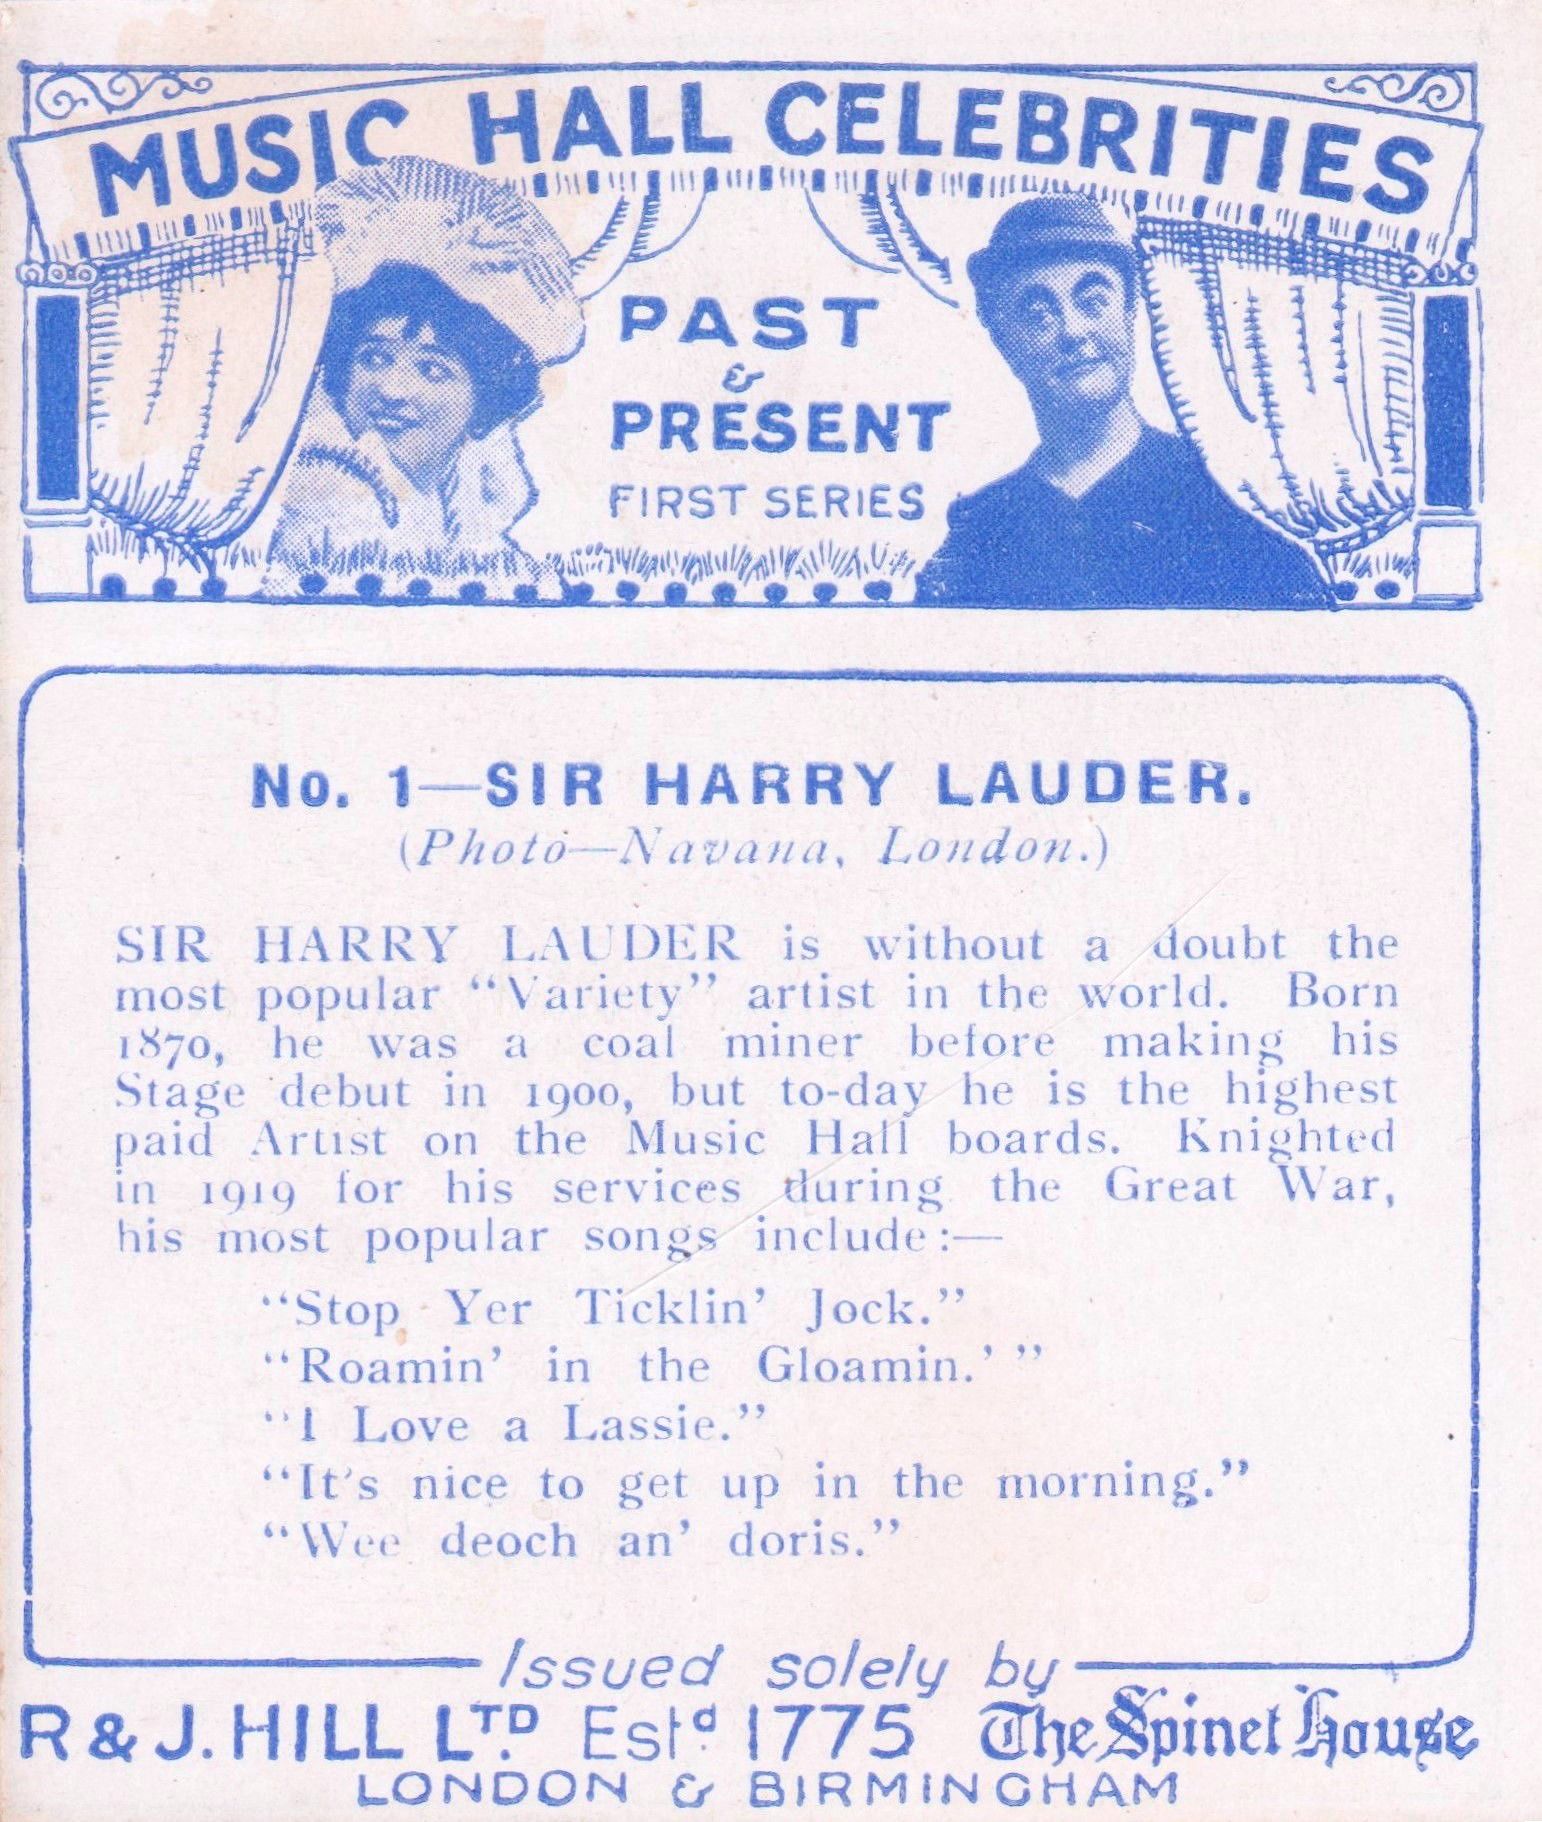 MUSIC HALL CELEBRITIES
PAST
&
PRESENT
FIRST SERIES
No. 1—SIR HARRY LAUDER.
(Photo—Navana, London.)
SIR HARRY LAUDER is without a doubt the
most popular "Variety" artist in the world. Born
1870, he was a coal miner before making his
Stage debut in 1900, but to-day he is the highest
paid Artist on the Music Hall boards. Knighted
in 1919 for his services during the Great War,
his most popular songs include:—
"Stop Yer Ticklin' Jock."
"Roamin' in the Gloamin.' "
"I Love a Lassie."
"It's nice to get up in the morning."
"Wee deoch an' doris."
Issued solely by
R & J. HILL LTD. Estd. 1775 The Spinet House
LONDON & BIRMINGHAM